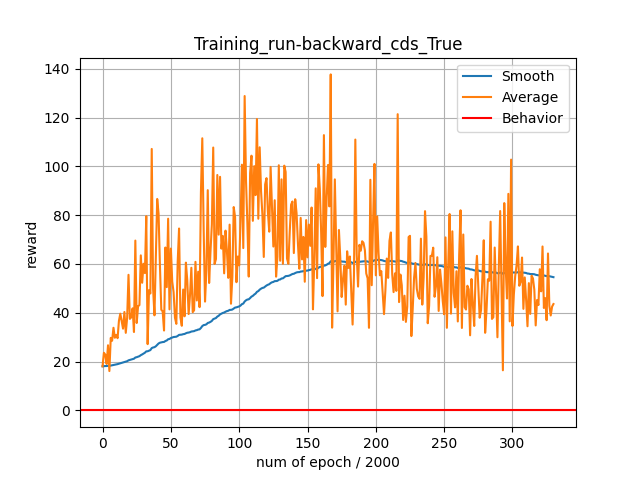 Training_run-backward_cds_True
Smooth
Average
Behavior
reward
140
120
100
80
60
40
20
0
0 50 100 150 200 250 300
num of epoch / 2000